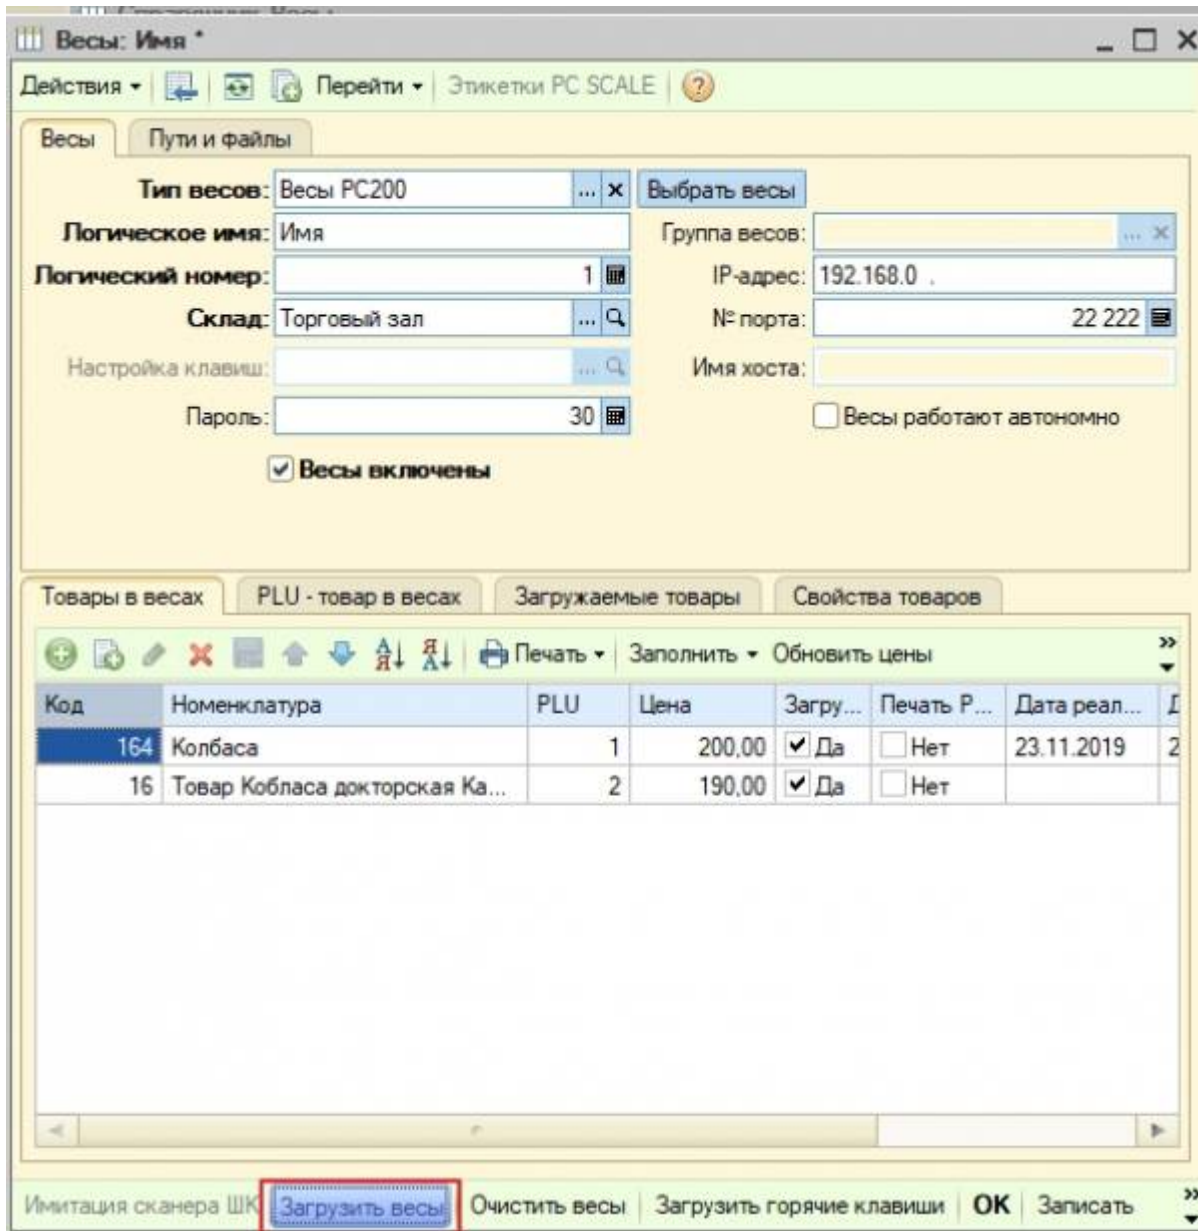 Весы: Имя *
Действия Перейти Этикетки PC SCALE ?
Весы Пути и файлы
Тип весов: Весы PC200 ... x Выбрать весы
Логическое имя: Имя Группа весов: ... x
Логический номер: 1 IP-адрес: 192.168.0 .
Склад: Торговый зал ... № порта: 22 222
Настройка клавиш: ... Имя хоста:
Пароль: 30 Весы работают автономно
Весы включены
Товары в весах PLU - товар в весах Загружаемые товары Свойства товаров
Печать Заполнить Обновить цены
Код Номенклатура PLU Цена Загру... Печать Р... Дата реал...
164 Колбаса 1 200,00 Да Нет 23.11.2019 2
16 Товар Кобласа докторская Ка... 2 190,00 Да Нет
Имитация сканера ШК Загрузить весы Очистить весы Загрузить горячие клавиши OK Записать